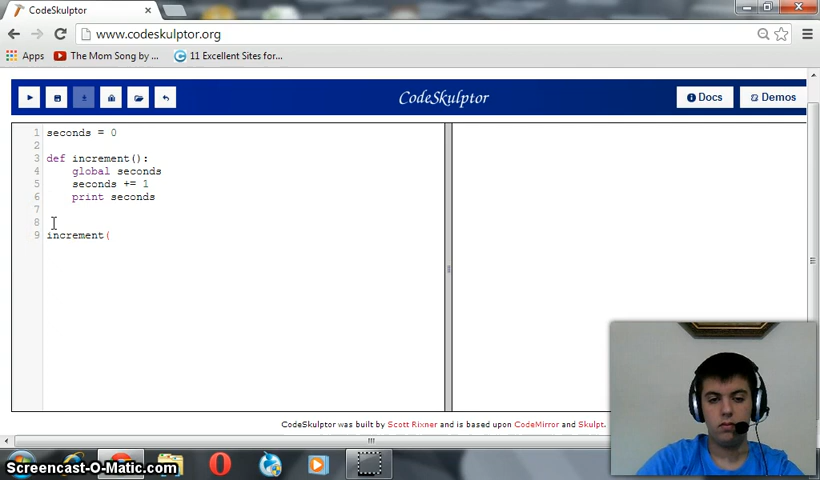 CodeSkulptor
www.codeskulptor.org
Apps
The Mom Song by ...
11 Excellent Sites for...
CodeSkulptor
Docs
Demos
1 seconds = 0
2
3 def increment():
4 global seconds
5 seconds += 1
6 print seconds
7
8
9 increment(
CodeSkulptor was built by Scott Rixner and is based upon CodeMirror and Skulpt.
Screencast-O-Matic.com